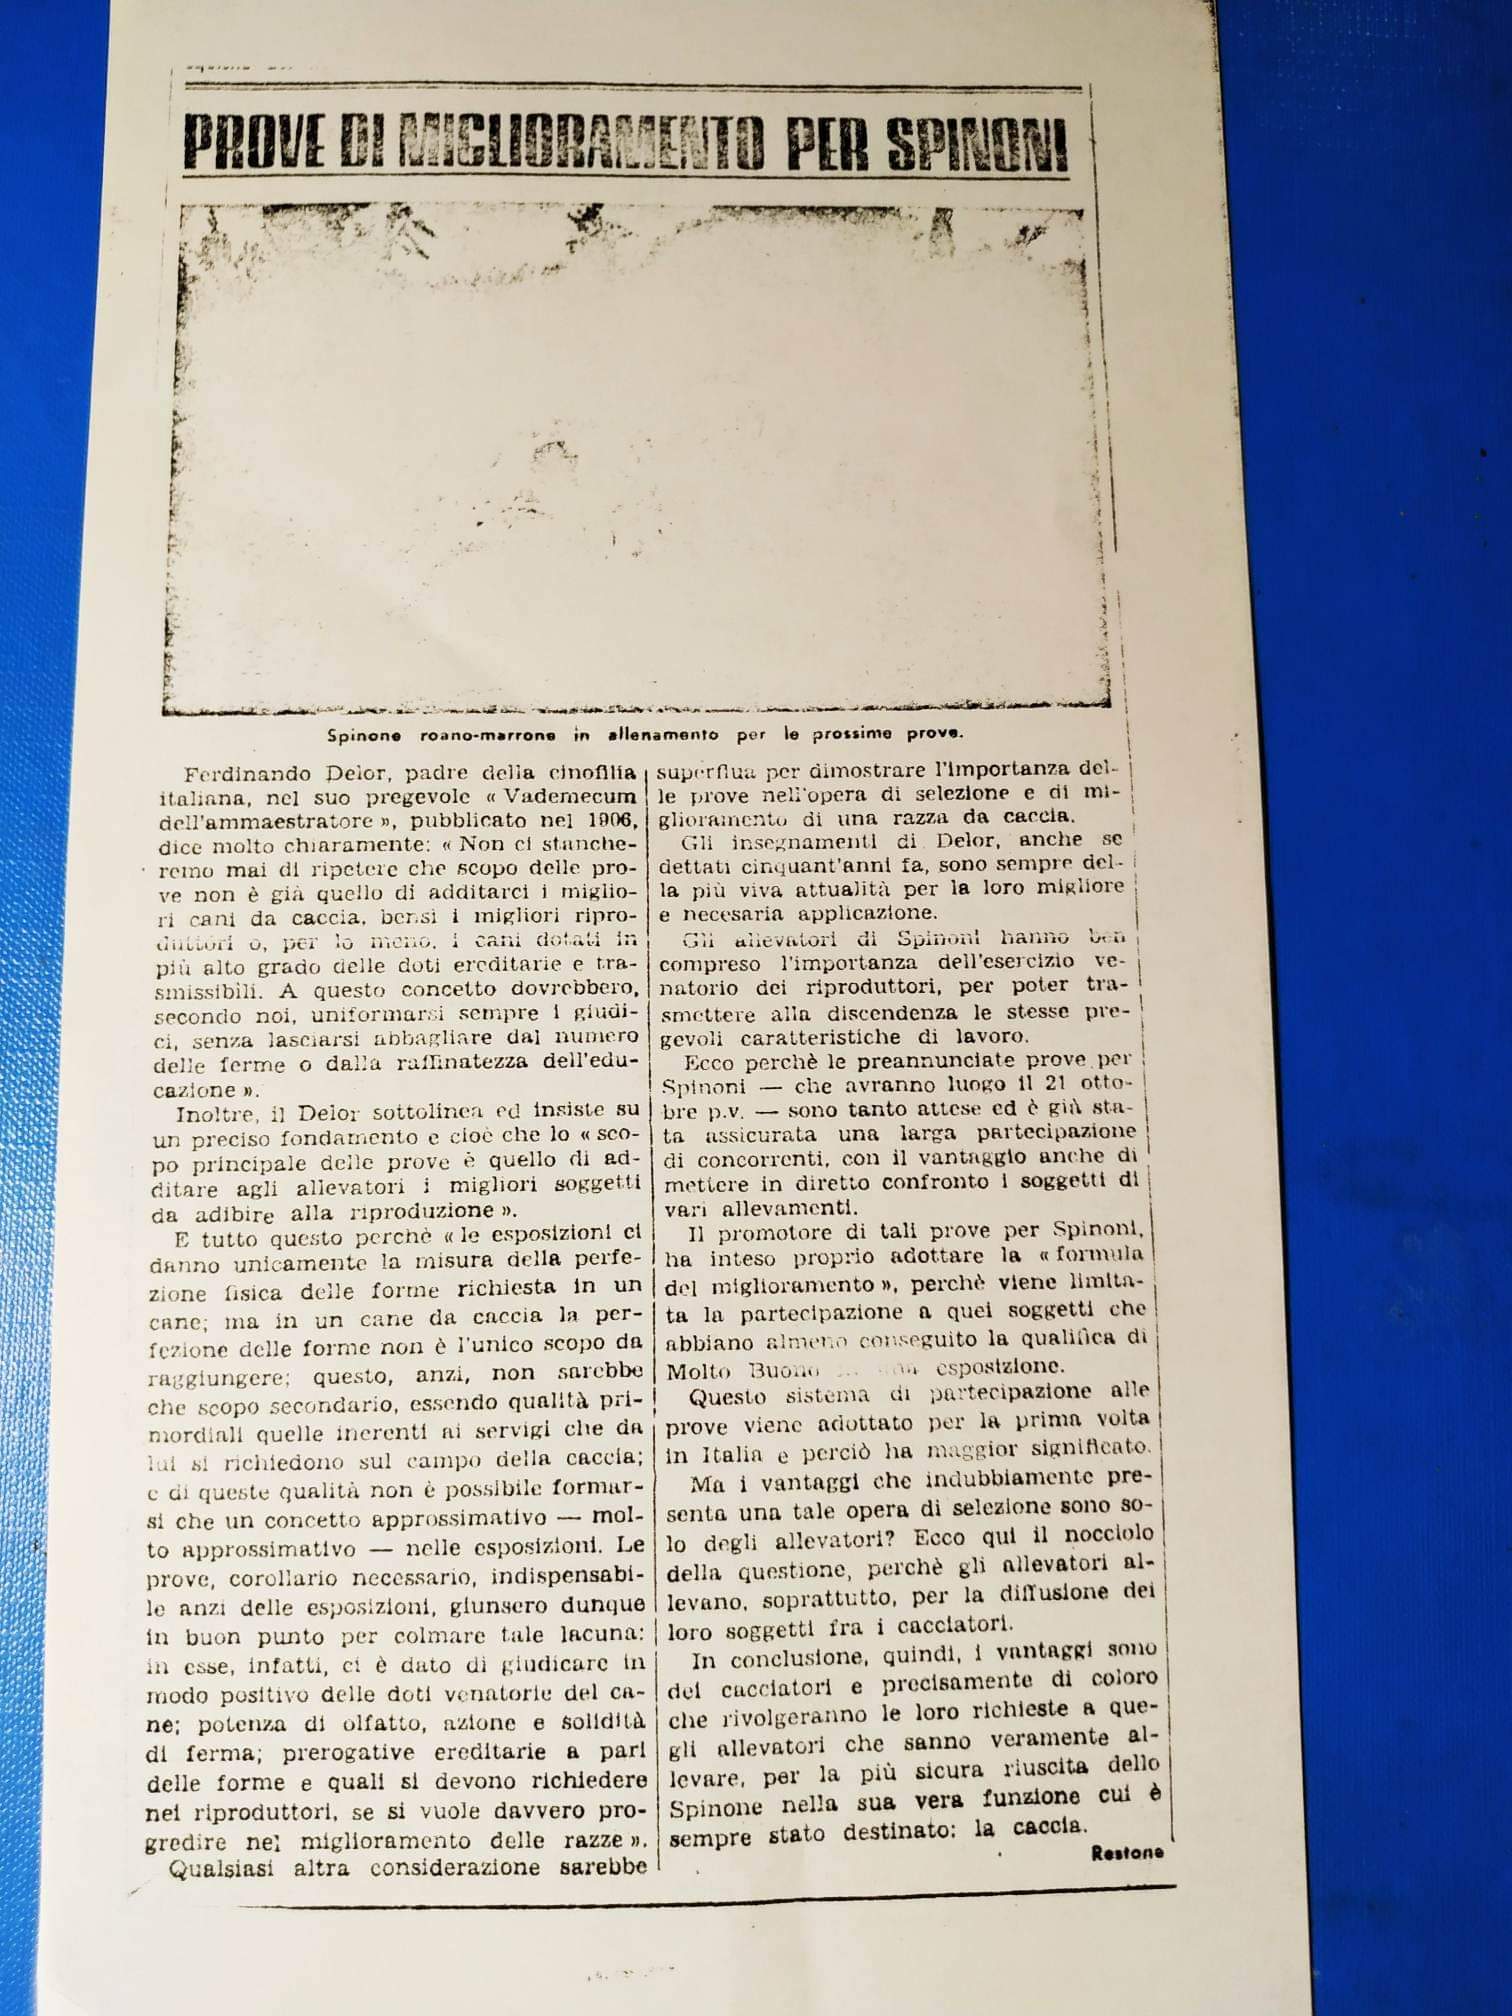 PROVE DI MIGLIORAMENTO PER SPINONI
Spinone roano-marrone in allenamento per le prossime prove.
Ferdinando Delor, padre della cinofilia
italiana, nel suo pregevole « Vademecum
dell'ammaestratore », pubblicato nel 1906,
dice molto chiaramente: « Non ci stanche-
remo mai di ripetere che scopo delle pro-
ve non è già quello di additarci i miglio-
ri cani da caccia, bensì i migliori ripro-
duttori o, per lo meno, i cani dotati in
più alto grado delle doti ereditarie e tra-
smissibili. A questo concetto dovrebbero,
secondo noi, uniformarsi sempre i giudi-
ci, senza lasciarsi abbagliare dal numero
delle ferme o dalla raffinatezza dell'edu-
cazione ».
Inoltre, il Delor sottolinea ed insiste su
un preciso fondamento e cioè che lo « sco-
po principale delle prove è quello di ad-
ditare agli allevatori i migliori soggetti
da adibire alla riproduzione ».
E tutto questo perchè « le esposizioni ci
danno unicamente la misura della perfe-
zione fisica delle forme richiesta in un
cane; ma in un cane da caccia la per-
fezione delle forme non è l'unico scopo da
raggiungere; questo, anzi, non sarebbe
che scopo secondario, essendo qualità pri-
mordiali quelle inerenti ai servigi che da
lui si richiedono sul campo della caccia;
e di queste qualità non è possibile formar-
si che un concetto approssimativo — mol-
to approssimativo — nelle esposizioni. Le
prove, corollario necessario, indispensabi-
le anzi delle esposizioni, giunsero dunque
in buon punto per colmare tale lacuna:
in esse, infatti, ci è dato di giudicare in
modo positivo delle doti venatorie del ca-
ne; potenza di olfatto, azione e solidità
di ferma; prerogative ereditarie a pari
delle forme e quali si devono richiedere
nei riproduttori, se si vuole davvero pro-
gredire nel miglioramento delle razze ».
Qualsiasi altra considerazione sarebbe
superflua per dimostrare l'importanza del-
le prove nell'opera di selezione e di mi-
glioramento di una razza da caccia.
Gli insegnamenti di Delor, anche se
dettati cinquant'anni fa, sono sempre del-
la più viva attualità per la loro migliore
e necesaria applicazione.
Gli allevatori di Spinoni hanno ben
compreso l'importanza dell'esercizio ve-
natorio dei riproduttori, per poter tra-
smettere alla discendenza le stesse pre-
gevoli caratteristiche di lavoro.
Ecco perchè le preannunciate prove per
Spinoni — che avranno luogo il 21 otto-
bre p.v. — sono tanto attese ed è già sta-
ta assicurata una larga partecipazione
di concorrenti, con il vantaggio anche di
mettere in diretto confronto i soggetti di
vari allevamenti.
Il promotore di tali prove per Spinoni,
ha inteso proprio adottare la « formula
del miglioramento », perchè viene limita-
ta la partecipazione a quei soggetti che
abbiano almeno conseguito la qualifica di
Molto Buono esposizione.
Questo sistema di partecipazione alle
prove viene adottato per la prima volta
in Italia e perciò ha maggior significato.
Ma i vantaggi che indubbiamente pre-
senta una tale opera di selezione sono so-
lo degli allevatori? Ecco qui il nocciolo
della questione, perchè gli allevatori al-
levano, soprattutto, per la diffusione dei
loro soggetti fra i cacciatori.
In conclusione, quindi, i vantaggi sono
dei cacciatori e precisamente di coloro
che rivolgeranno le loro richieste a que-
gli allevatori che sanno veramente al-
levare, per la più sicura riuscita dello
Spinone nella sua vera funzione cui è
sempre stato destinato: la caccia.
Restone